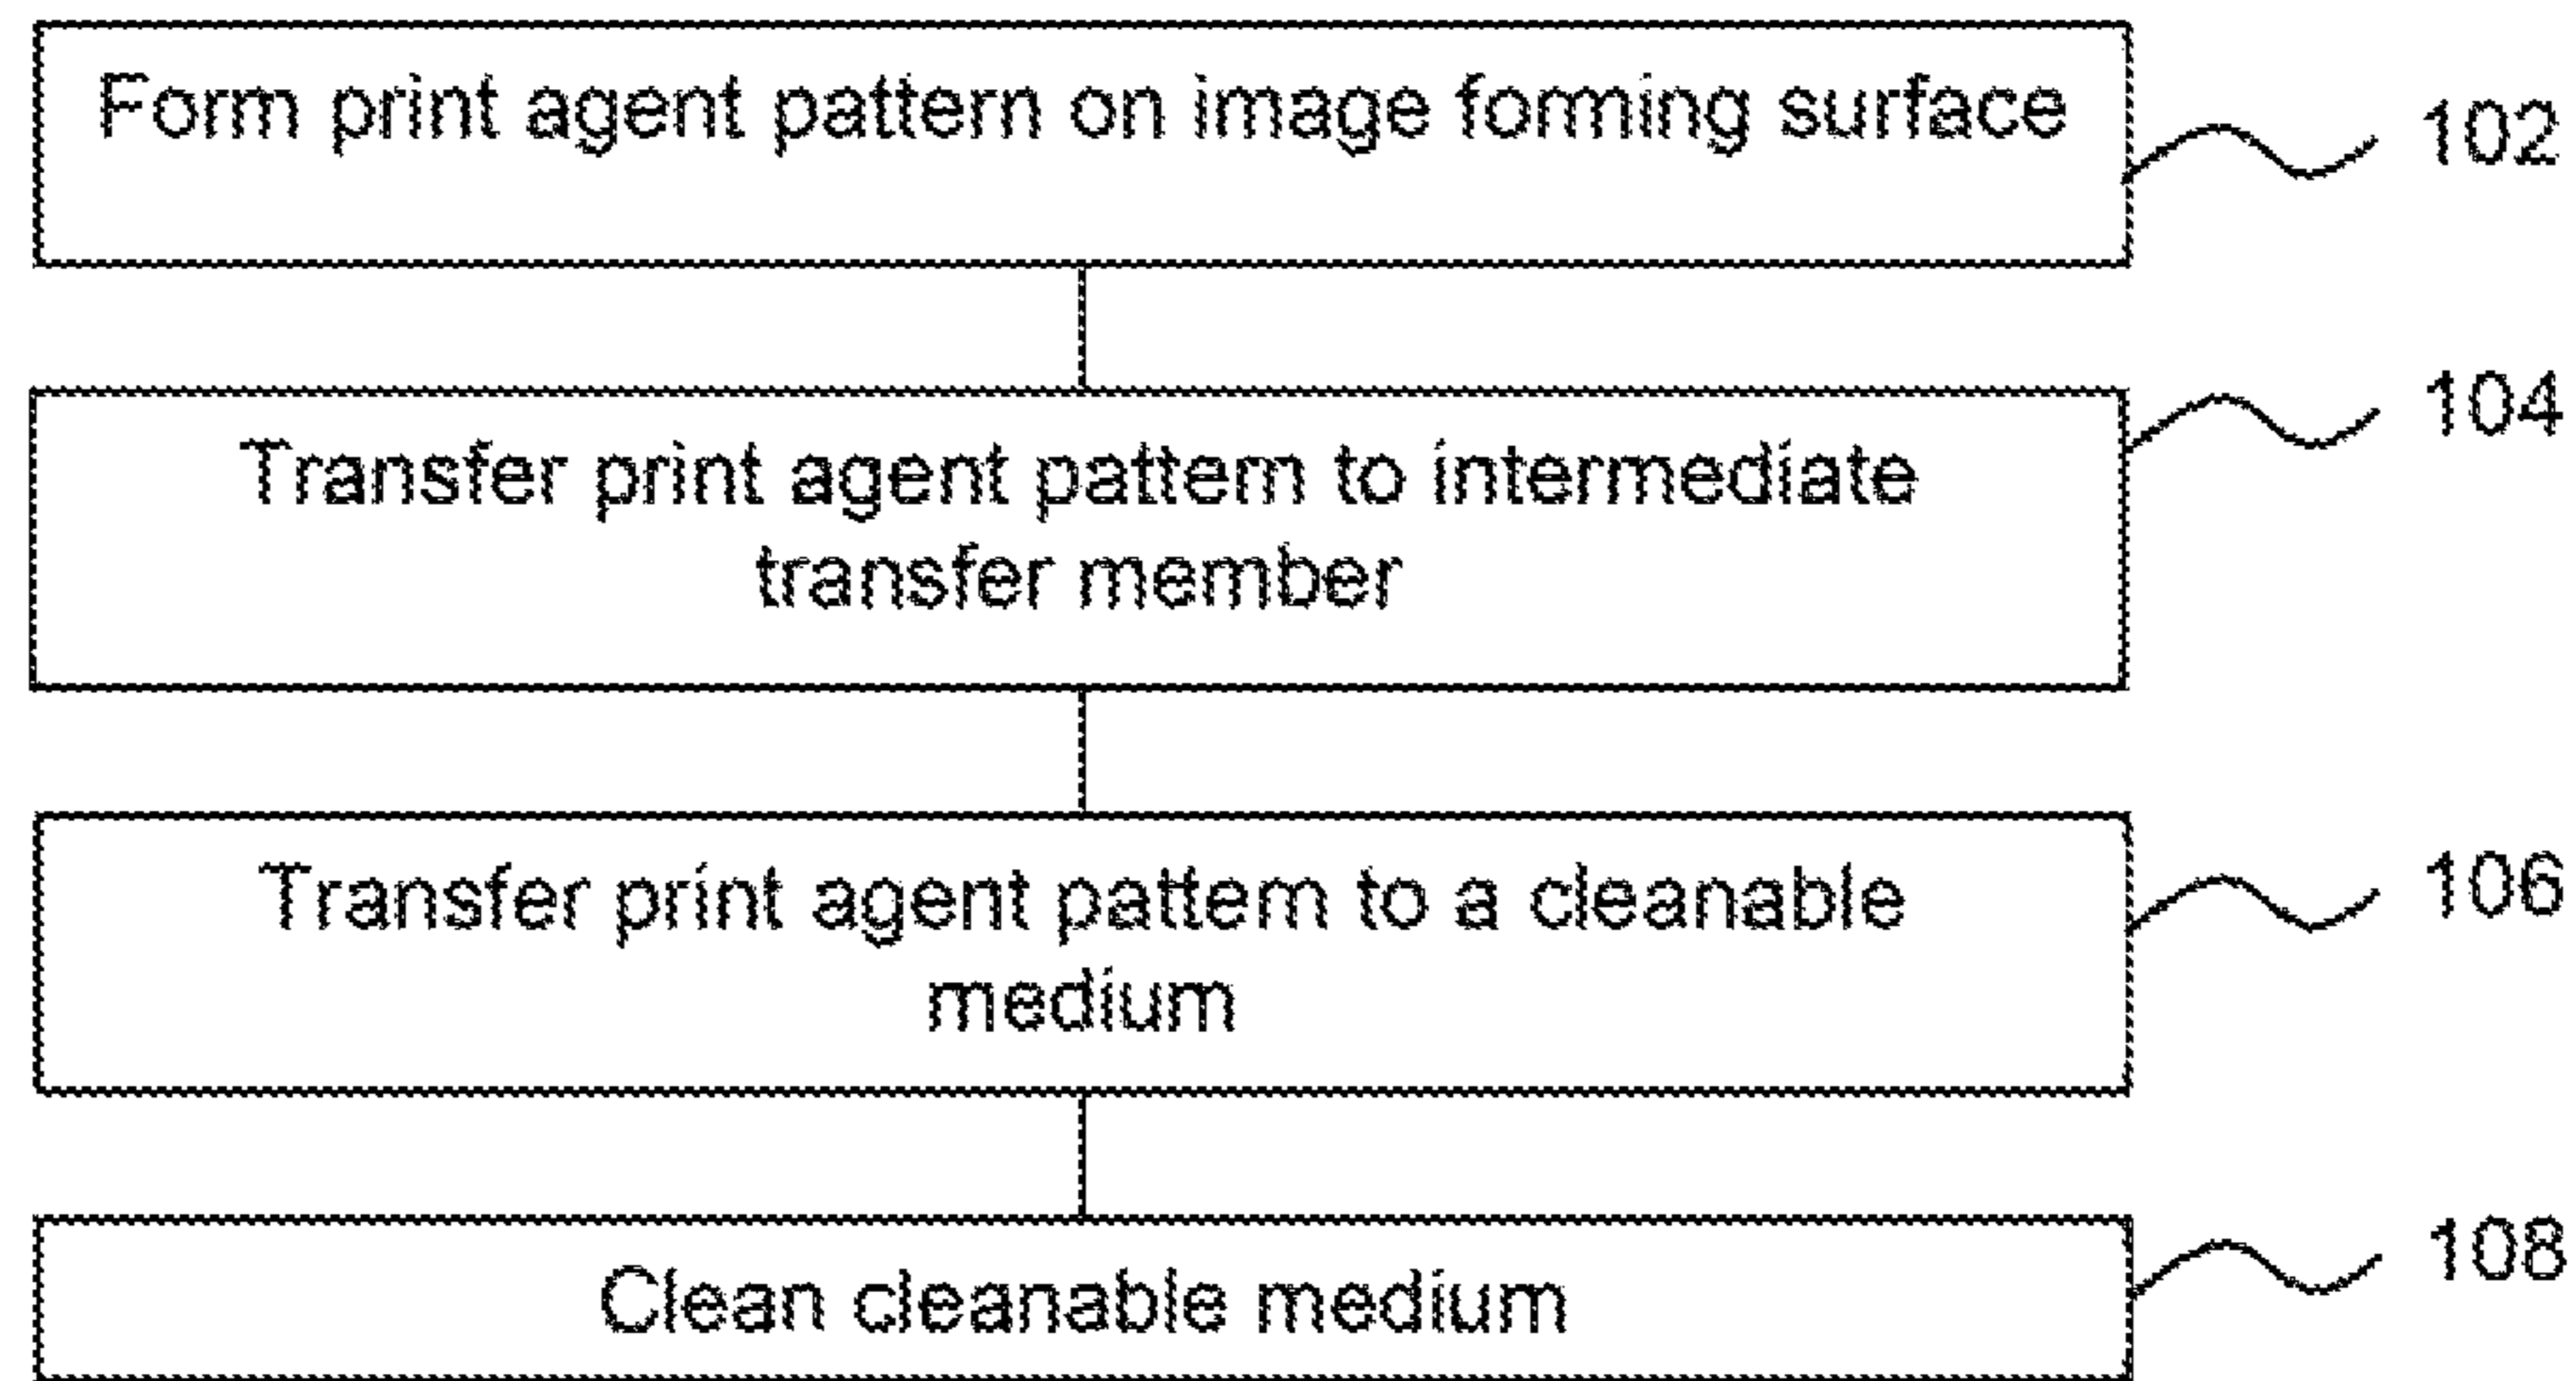 Form print agent pattern on image forming surface
102
104
Transfer print agent pattern to intermediate
transfer member
Transfer print agent pattern to a cleanable
medium
106
Clean cleanable medium
108